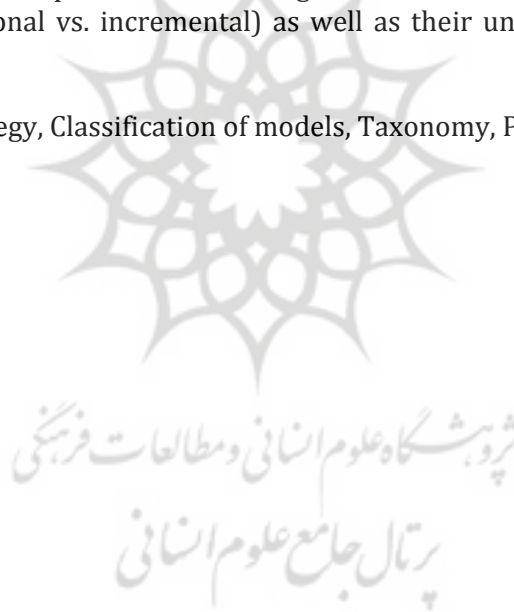 onal vs. incremental) as well as their un
egy, Classification of models, Taxonomy, P
پژوهشگاه علوم انسانی و مطالعات فرهنگی
پرتال جامع علوم انسانی